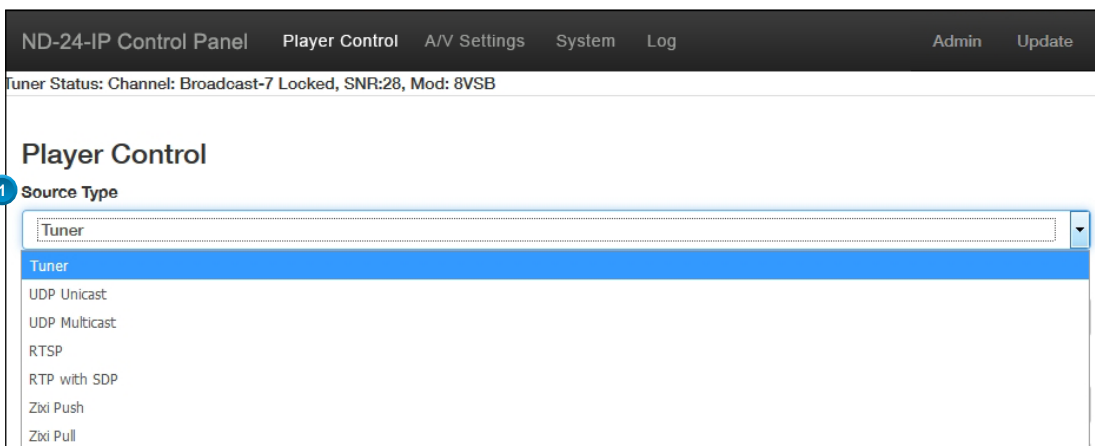 ND-24-IP Control Panel Player Control A/V Settings System Log Admin Update
Tuner Status: Channel: Broadcast-7 Locked, SNR:28, Mod: 8VSB
Player Control
1 Source Type
Tuner
Tuner
UDP Unicast
UDP Multicast
RTSP
RTP with SDP
Zixi Push
Zixi Pull